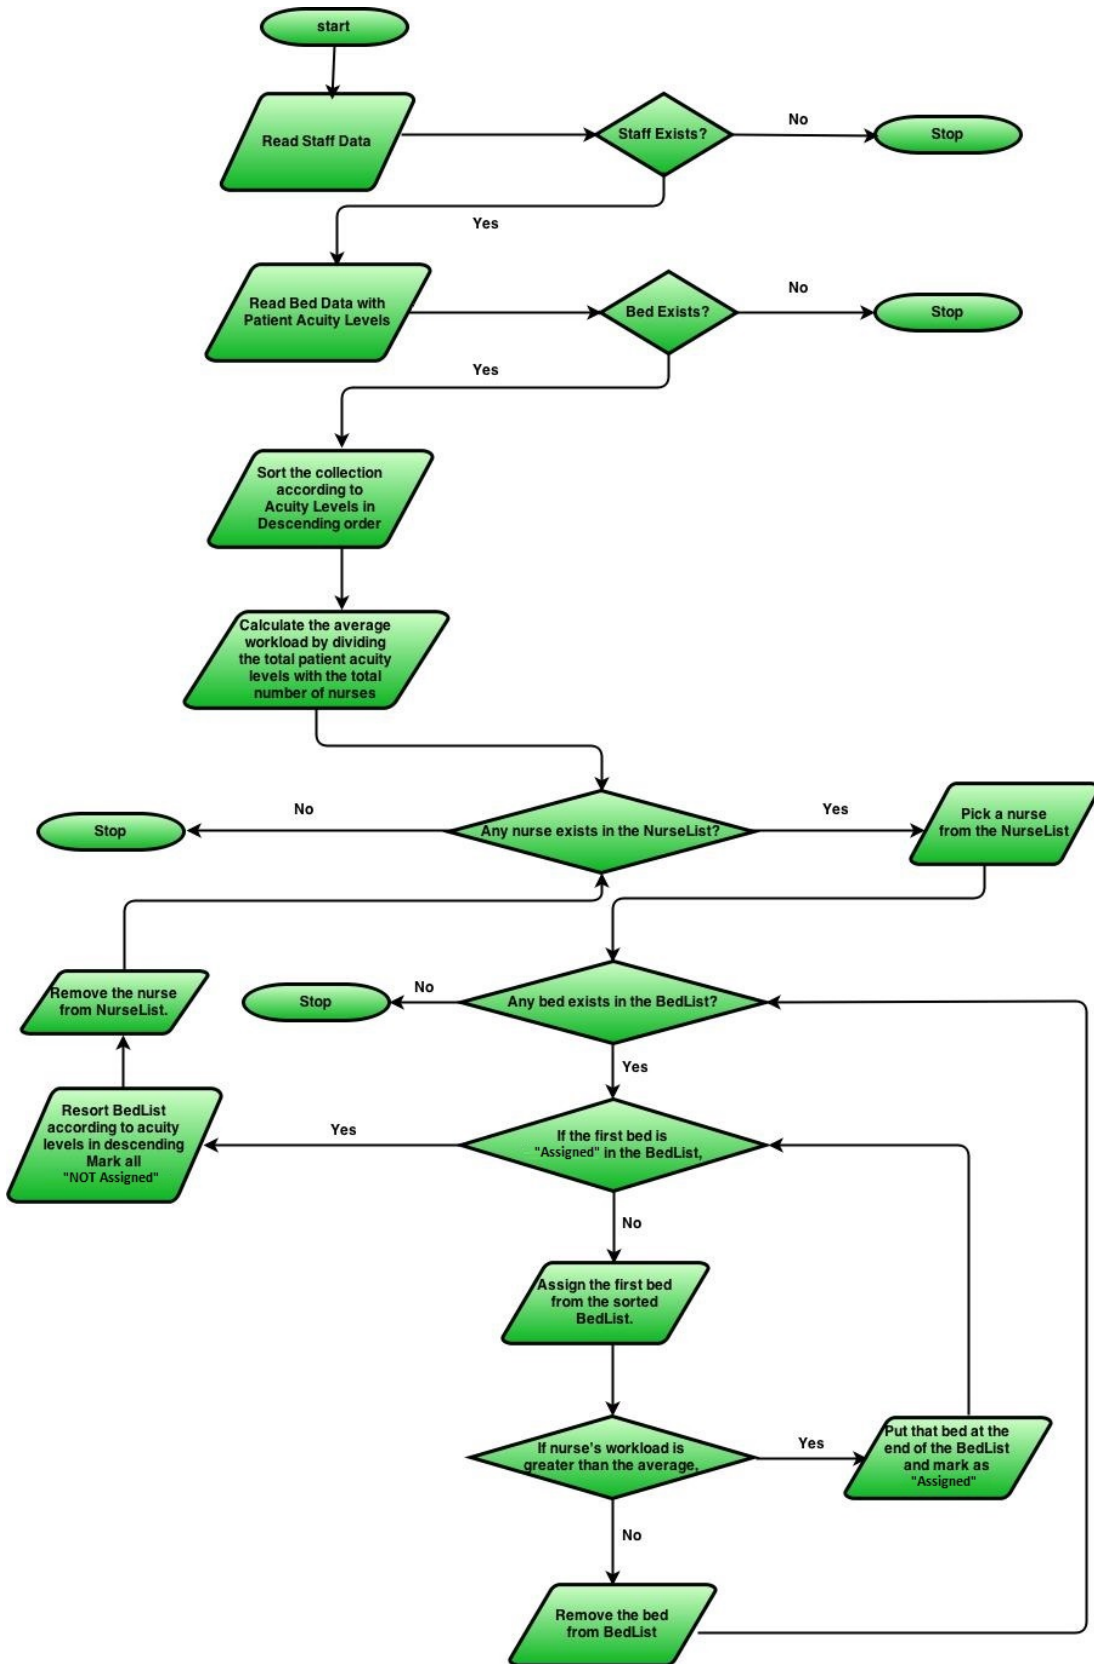 start
Read Staff Data
Staff Exists?
No
Stop
Yes
Read Bed Data with
Patient Acuity Levels
Bed Exists?
No
Stop
Yes
Sort the collection
according to
Acuity Levels in
Descending order
Calculate the average
workload by dividing
the total patient acuity
levels with the total
number of nurses
Any nurse exists in the NurseList?
No
Stop
Yes
Pick a nurse
from the NurseList
Any bed exists in the BedList?
No
Stop
Yes
If the first bed is
"Assigned" in the BedList,
Yes
Resort BedList
according to acuity
levels in descending
Mark all
"NOT Assigned"
Remove the nurse
from NurseList.
No
Assign the first bed
from the sorted
BedList.
If nurse's workload is
greater than the average,
Yes
Put that bed at the
end of the BedList
and mark as
"Assigned"
No
Remove the bed
from BedList